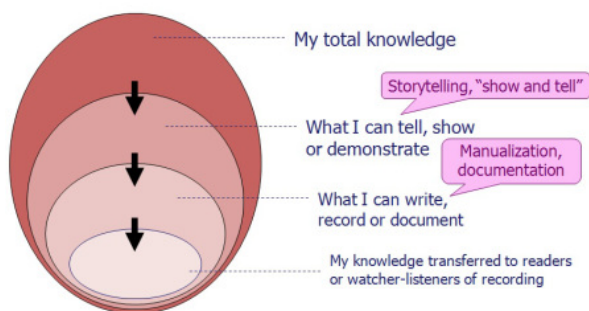 My total knowledge
Storytelling, “show and tell”
What I can tell, show
or demonstrate
Manualization,
documentation
What I can write,
record or document
My knowledge transferred to readers
or watcher-listeners of recording